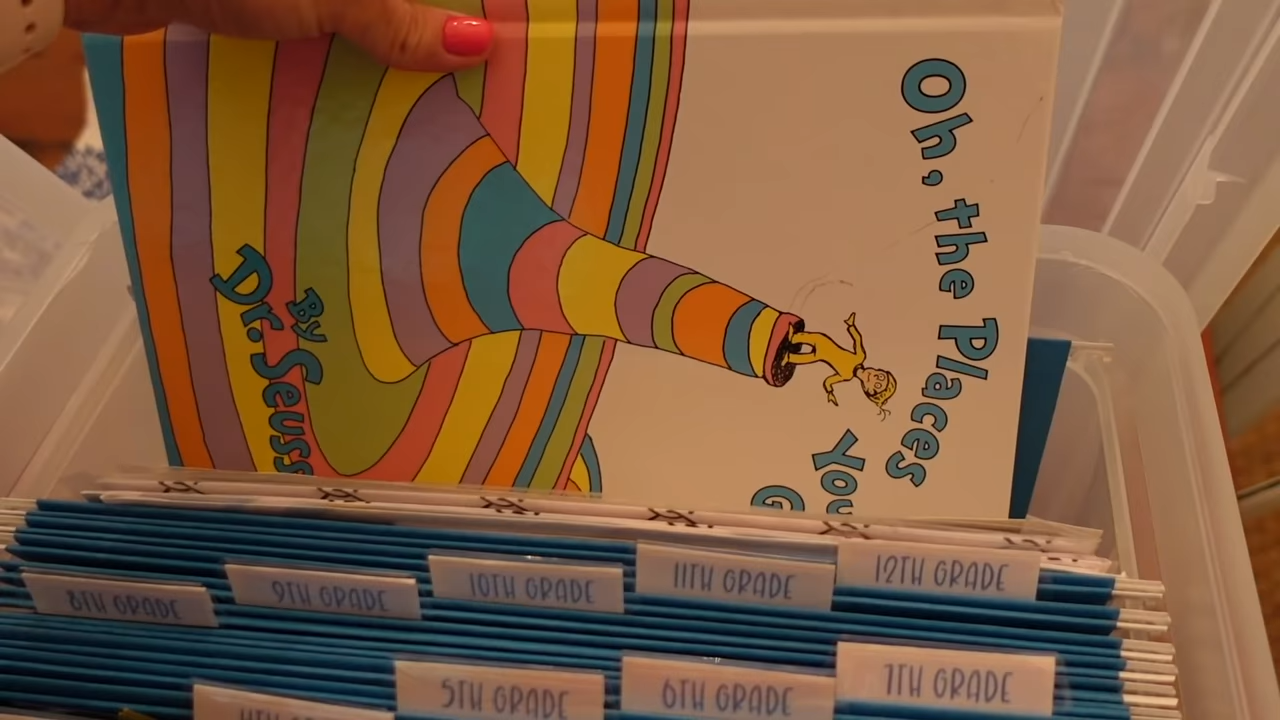 Oh, the Places
You
G
By
Dr. Seuss
8TH GRADE
9TH GRADE
10TH GRADE
11TH GRADE
12TH GRADE
5TH GRADE
6TH GRADE
7TH GRADE